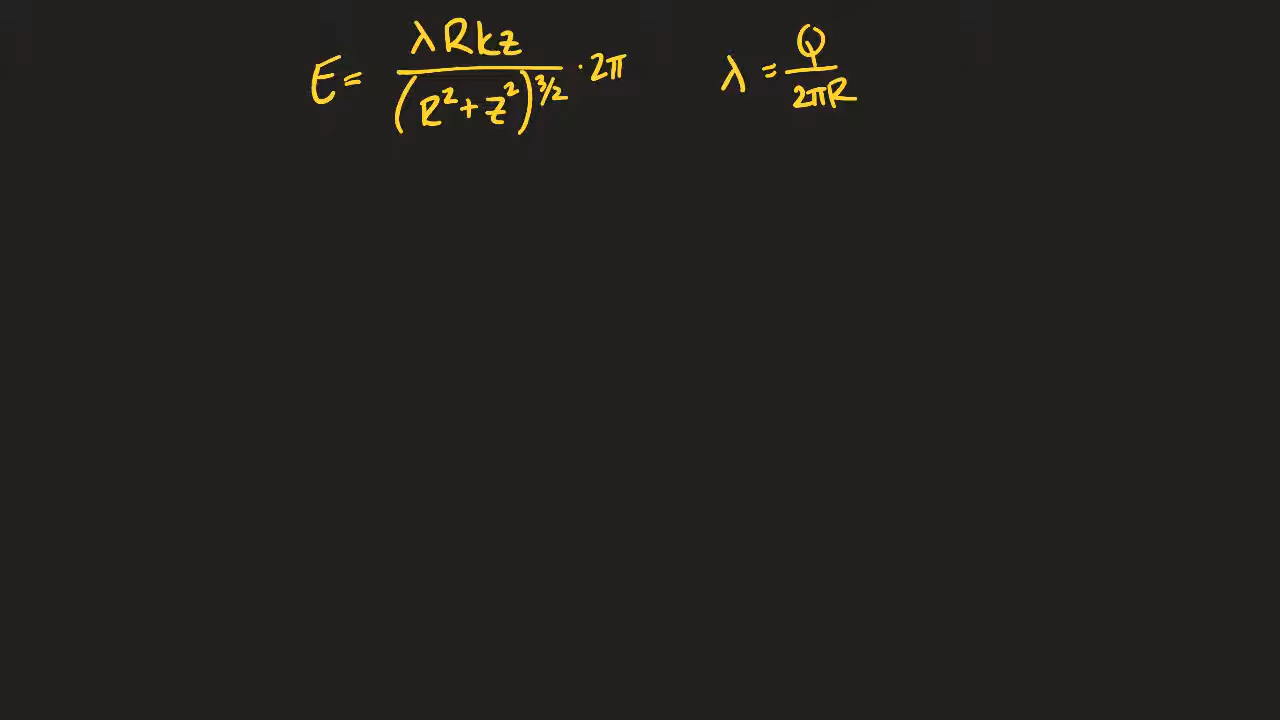 E = λRkz / (R² + z²)^3/2 · 2π    λ = Q / 2πR